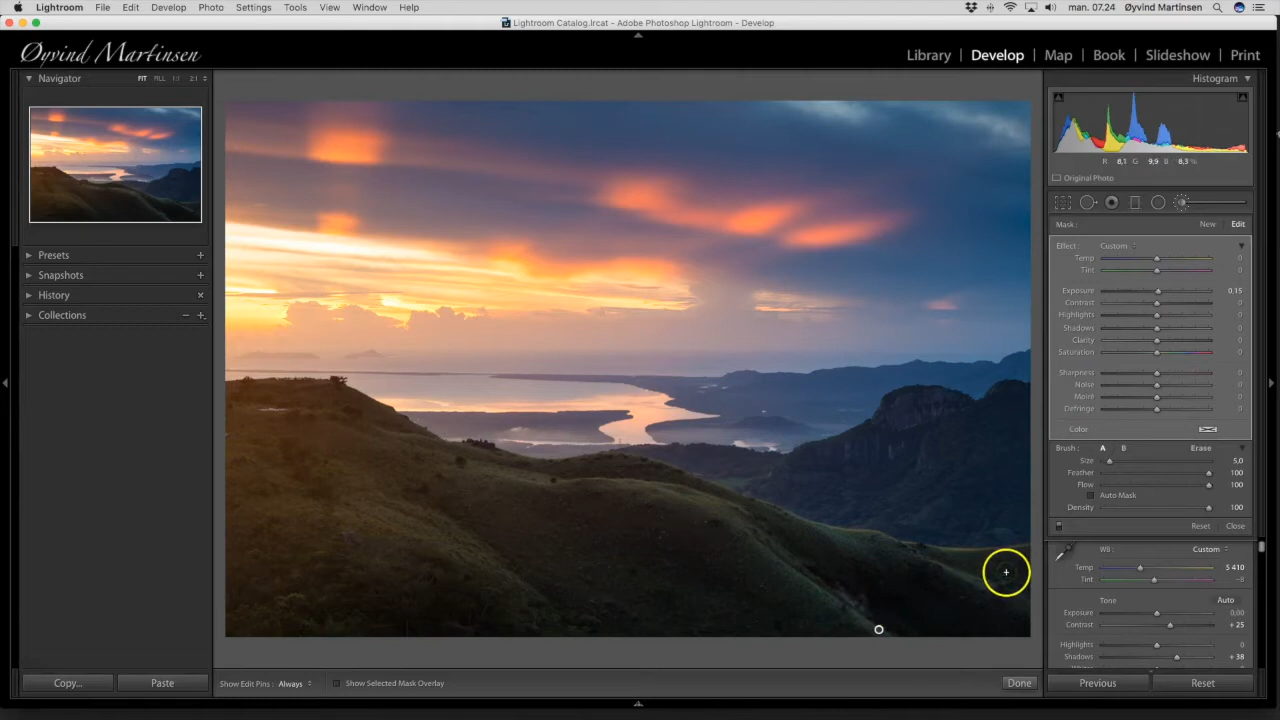 Lightroom File Edit Develop Photo Settings Tools View Window Help man. 07.24 Øyvind Martinsen
Lightroom Catalog.lrcat - Adobe Photoshop Lightroom - Develop
Øyvind Martinsen
Library | Develop | Map | Book | Slideshow | Print
Navigator FIT FILL 1:1 2:1
Histogram
R 8,1 G 9,9 B 8,3 %
Original Photo
Mask : New Edit
Effect : Custom
Temp 0
Tint 0
Exposure 0,15
Contrast 0
Highlights 0
Shadows 0
Clarity 0
Saturation 0
Sharpness 0
Noise 0
Moiré 0
Defringe 0
Color
Brush : A B Erase
Size 5,0
Feather 100
Flow 100
Auto Mask
Density 100
Reset Close
WB : Custom
Temp 5 410
Tint − 8
Tone Auto
Exposure 0,00
Contrast + 25
Highlights 0
Shadows + 38
Presets
Snapshots
History
Collections
Copy... Paste
Show Edit Pins : Always Show Selected Mask Overlay Done
Previous Reset